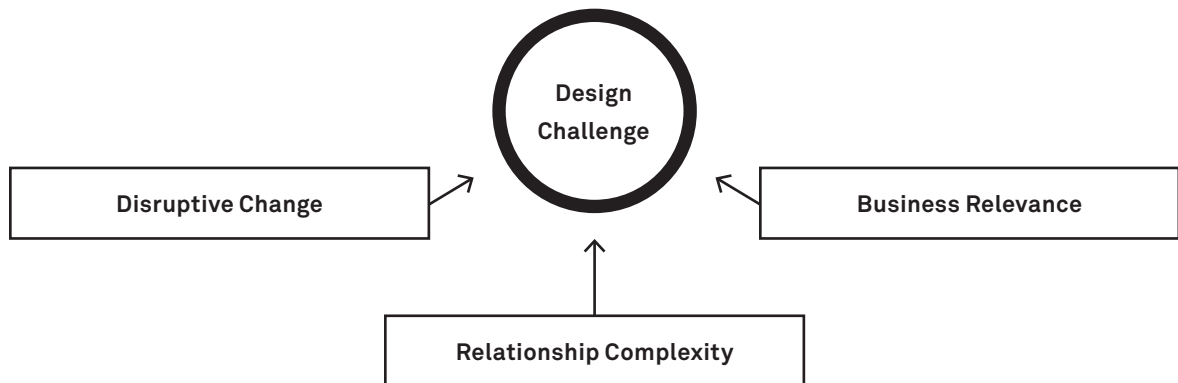 Design
Challenge
Disruptive Change
Business Relevance
Relationship Complexity